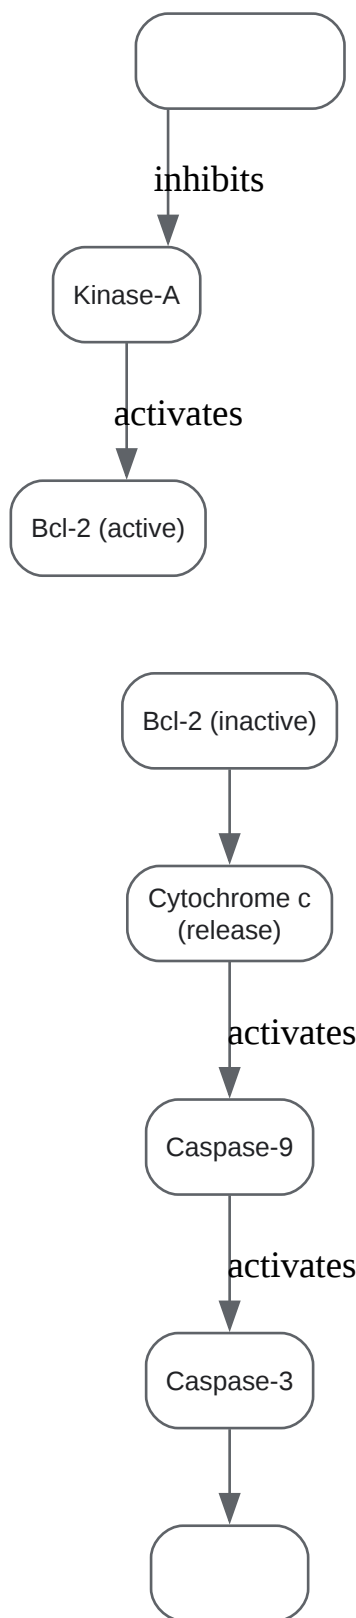 inhibits
Kinase-A
activates
Bcl-2 (active)
Bcl-2 (inactive)
Cytochrome c
(release)
activates
Caspase-9
activates
Caspase-3